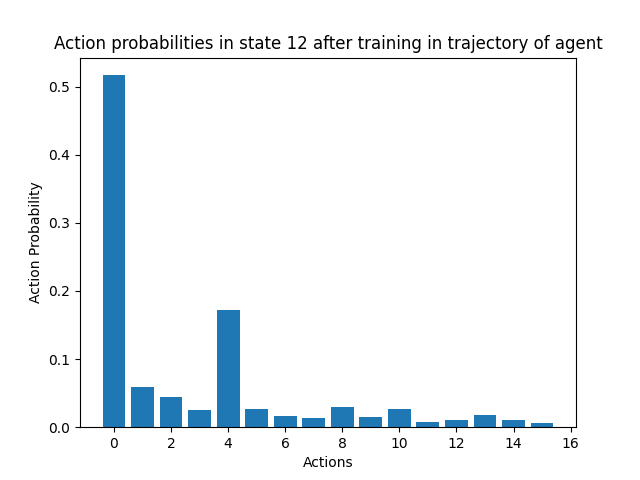 Action probabilities in state 12 after training in trajectory of agent
0.5
0.4
0.3
0.2
0.1
0.0
Action Probability
0 2 4 6 8 10 12 14 16
Actions